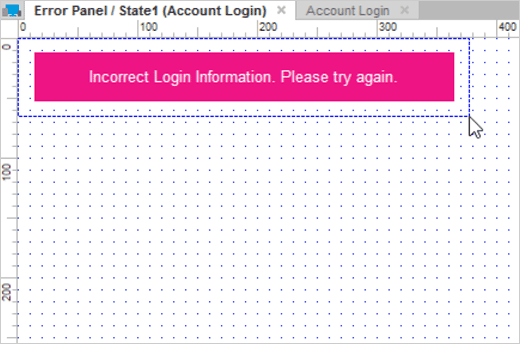 Error Panel / State1 (Account Login) × Account Login ×
0 100 200 300 400
0
Incorrect Login Information. Please try again.
100
200